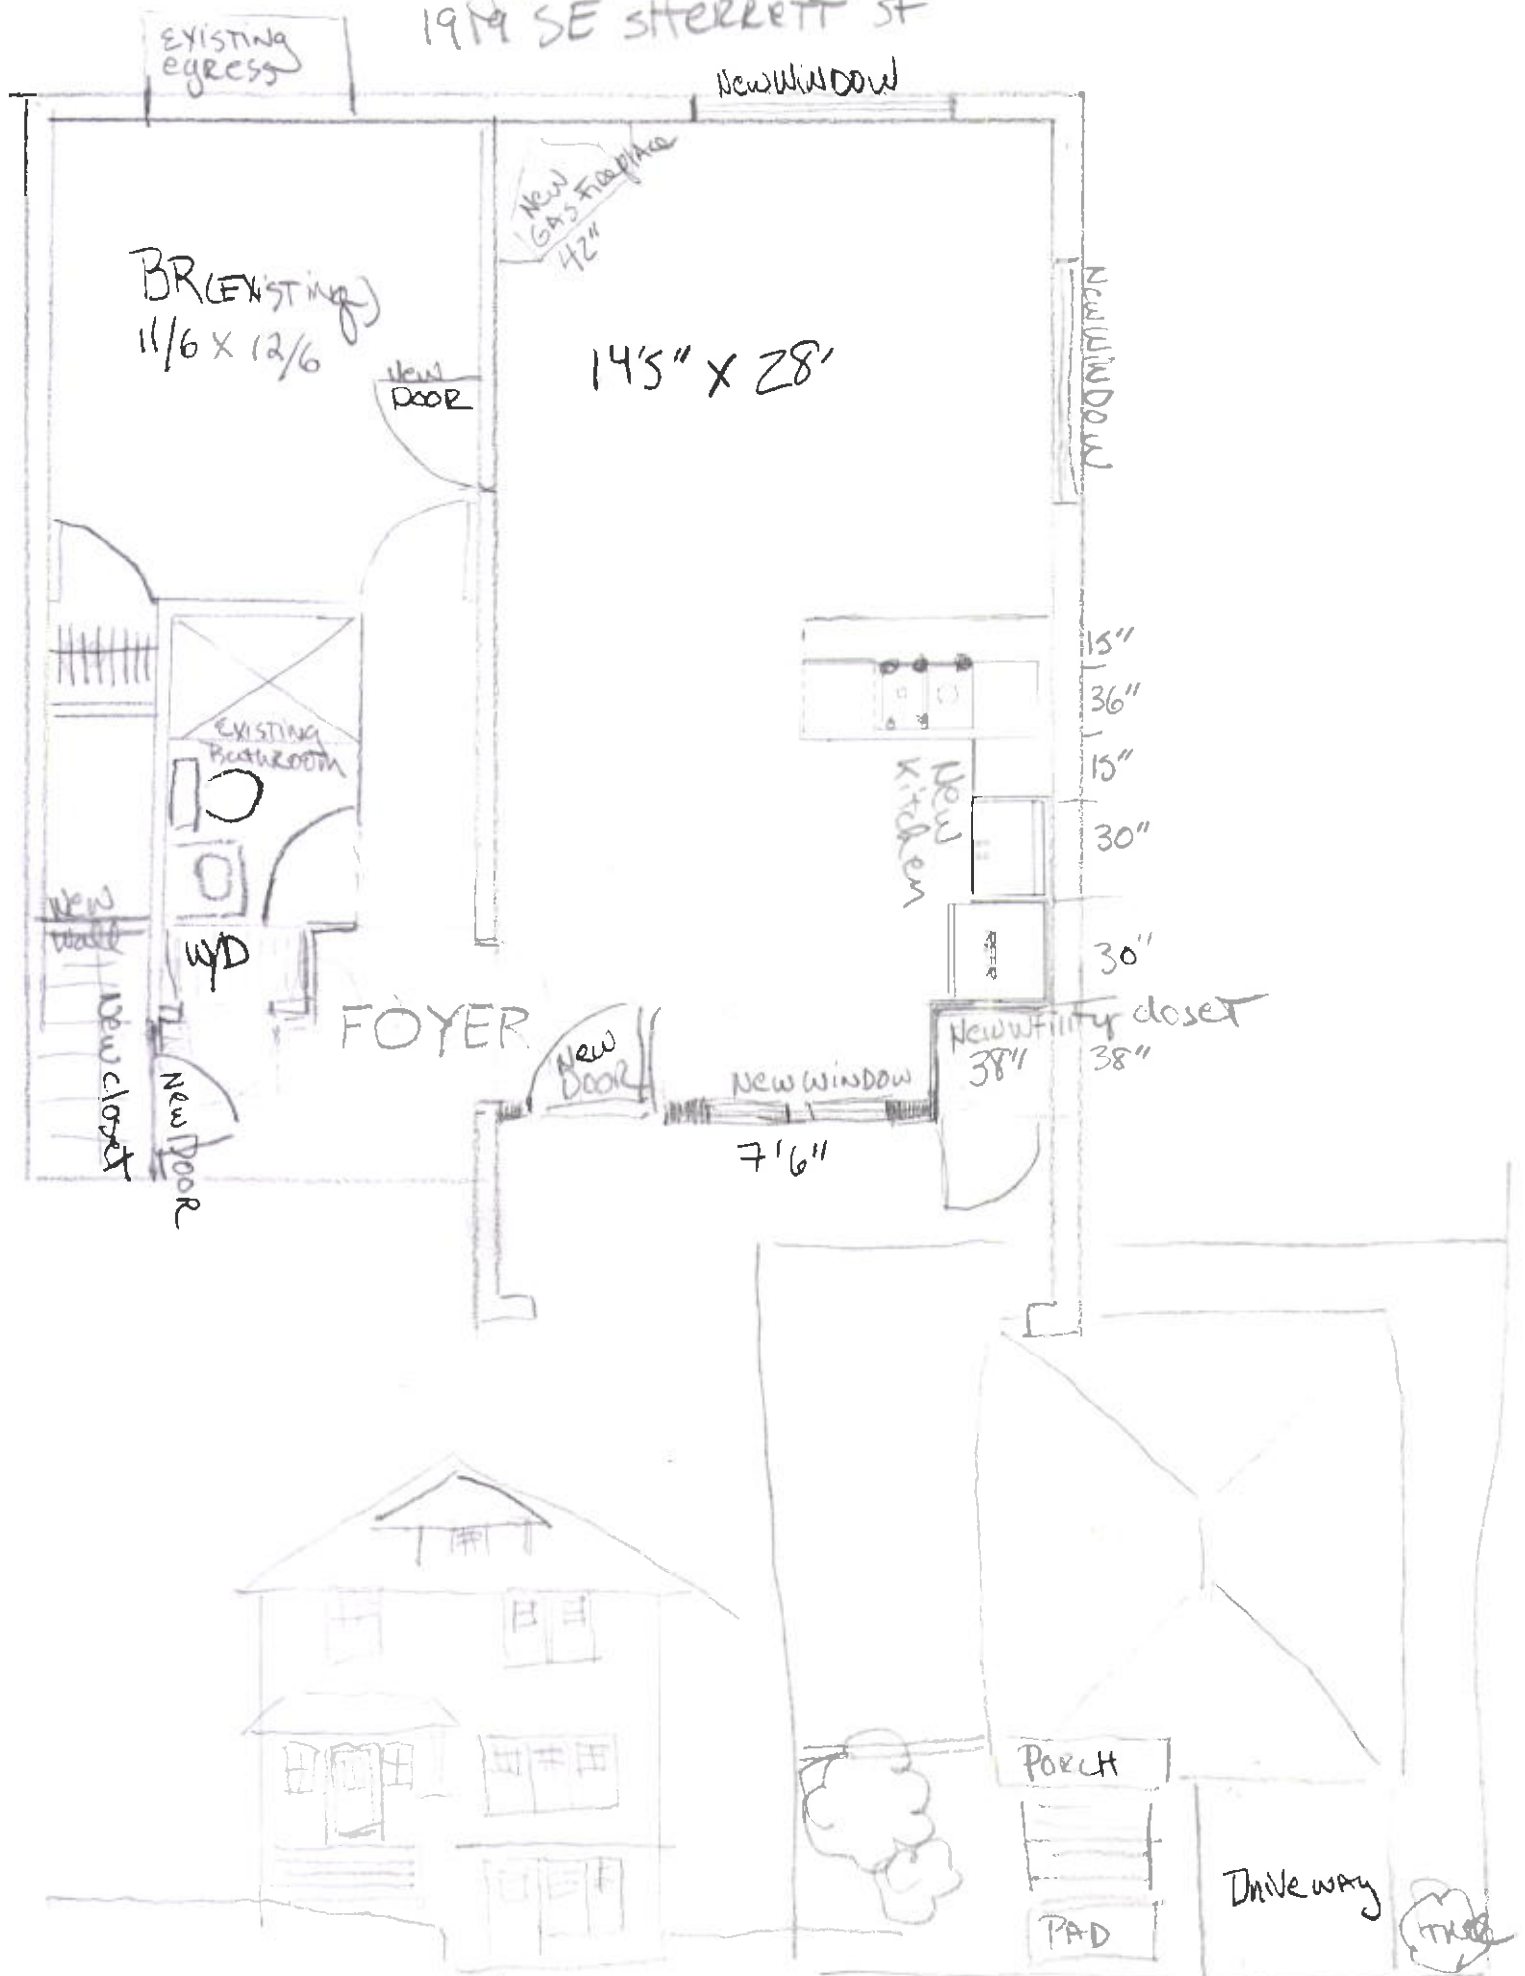 1919 SE SHERRETT ST
EXISTING
egress
New WINDOW
New
GAS Fireplace
42"
BR (EXISTING)
11/6 X 12/6
New
DOOR
14'5" X 28'
New WINDOW
15"
36"
15"
30"
30"
EXISTING
BathROOM
New
Kitchen
New
Wall
W/D
FOYER
New closet
New DOOR
New
DOOR
New WINDOW
7'6"
New Utility closet
38"
38"
PORCH
PAD
Driveway
TREE